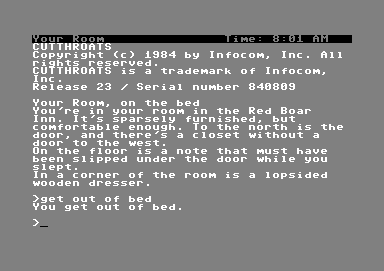 Your Room Time: 8:01 AM
CUTTHROATS
Copyright (c) 1984 by Infocom, Inc. All
rights reserved.
CUTTHROATS is a trademark of Infocom,
Inc.
Release 23 / Serial number 840809
Your Room, on the bed
You're in your room in the Red Boar
Inn. It's sparsely furnished, but
comfortable enough. To the north is the
door, and there's a closet without a
door to the west.
On the floor is a note that must have
been slipped under the door while you
slept.
In a corner of the room is a lopsided
wooden dresser.
>get out of bed
You get out of bed.
>_